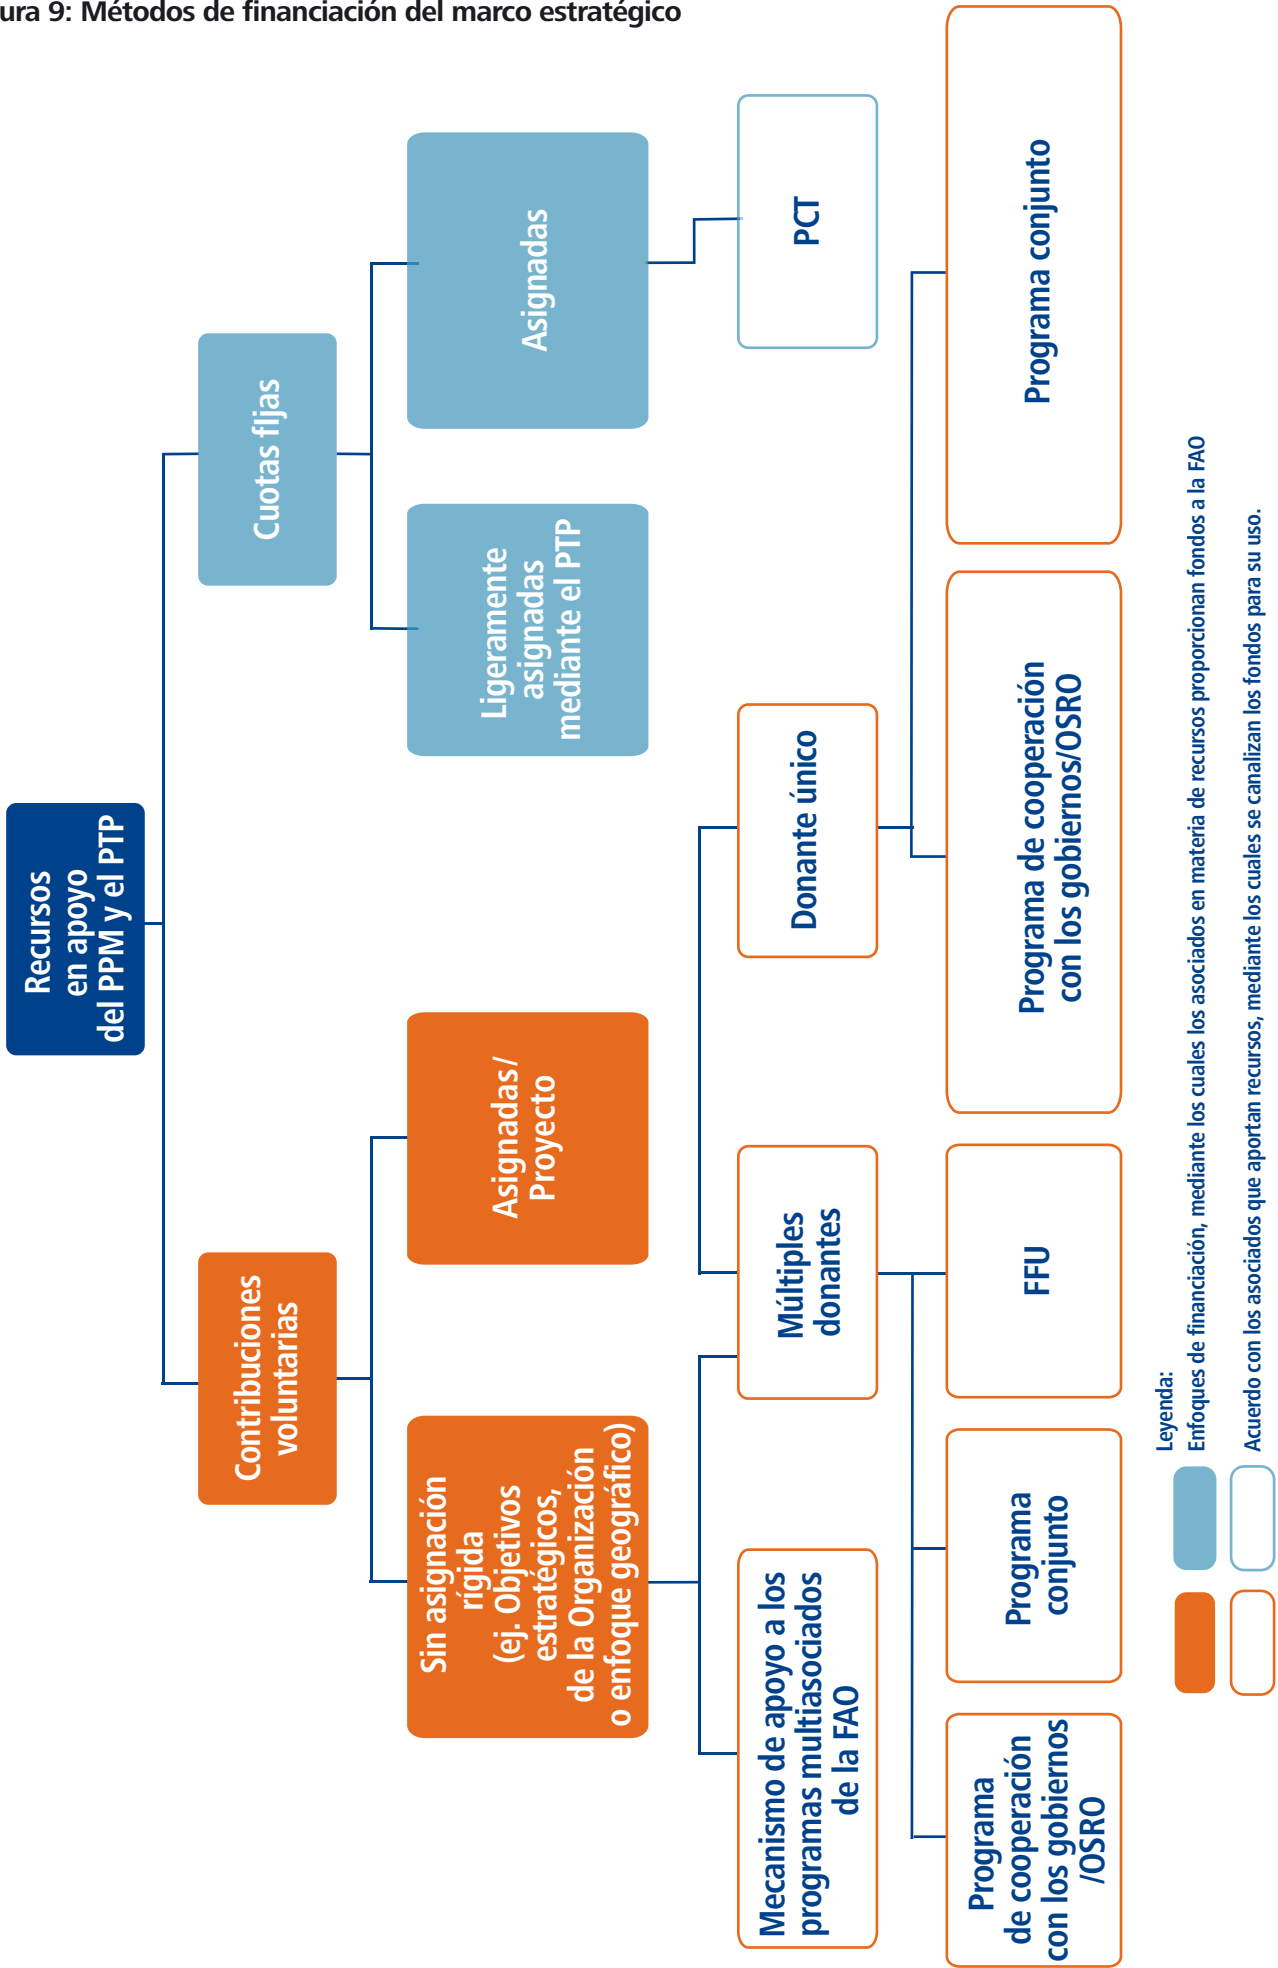 ura 9: Métodos de financiación del marco estratégico
Recursos
en apoyo
del PPM y el PTP
Contribuciones
voluntarias
Cuotas fIjas
Sin asignación
rígida
(ej. Objetivos
estratégicos,
de la Organización
o enfoque geográfico)
Asignadas/
Proyecto
Ligeramente
asignadas
mediante el PTP
Asignadas
Mecanismo de apoyo a los
programas multiasociados
de la FAO
Múltiples
donantes
Donante único
PCT
Programa
de cooperación
con los gobiernos
/OSRO
Programa
conjunto
FFU
Programa de cooperación
con los gobiernos/OSRO
Programa conjunto
Leyenda:
Enfoques de financiación, mediante los cuales los asociados en materia de recursos proporcionan fondos a la FAO
Acuerdo con los asociados que aportan recursos, mediante los cuales se canalizan los fondos para su uso.